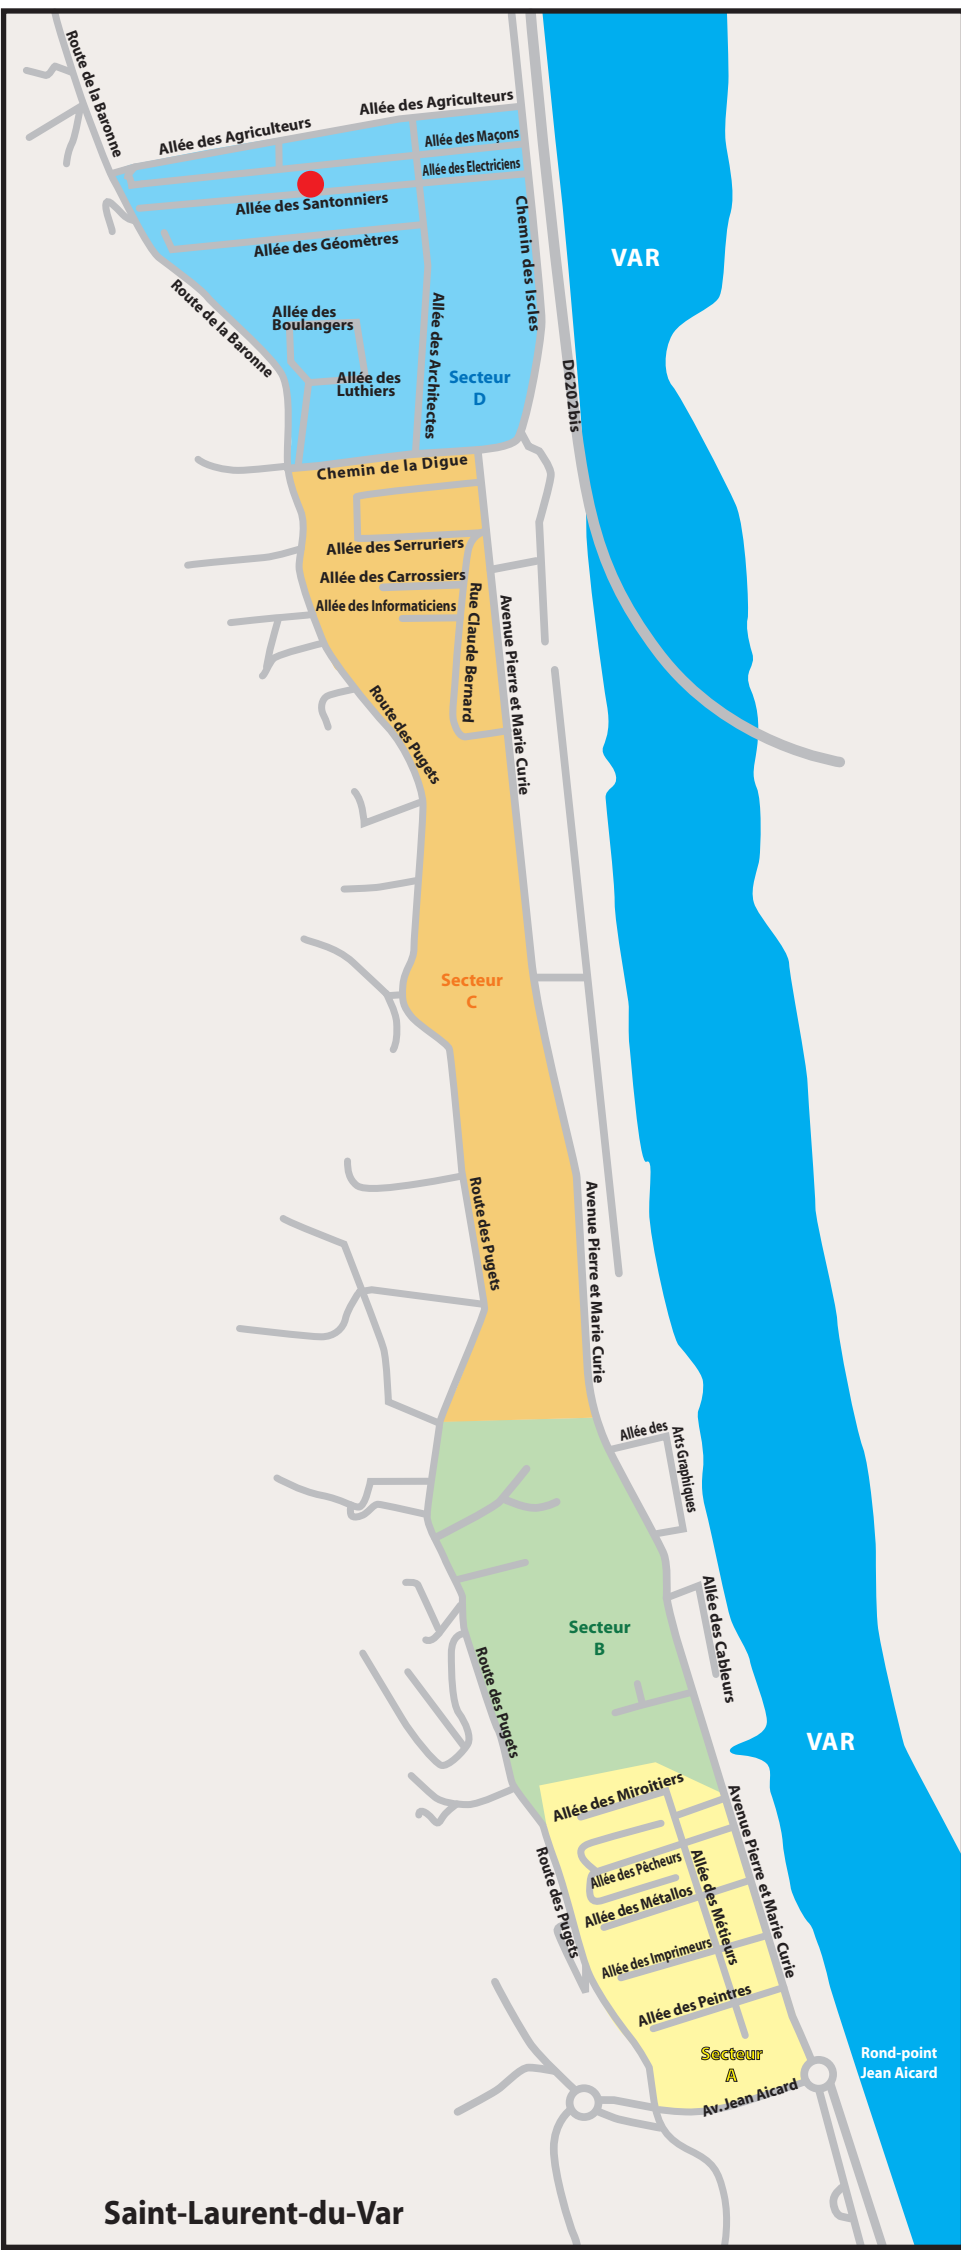 Route de la Baronne
Allée des Agriculteurs
Allée des Agriculteurs
Allée des Maçons
Allée des Electriciens
Allée des Santonniers
Allée des Géomètres
Chemin des Iscles
VAR
Route de la Baronne
Allée des
Boulangers
Allée des
Luthiers
Allée des Architectes
Secteur
D
D6202bis
Chemin de la Digue
Allée des Serruriers
Allée des Carrossiers
Allée des Informaticiens
Rue Claude Bernard
Avenue Pierre et Marie Curie
Route des Pugets
Secteur
C
Route des Pugets
Avenue Pierre et Marie Curie
Allée des
Arts Graphiques
Allée des Cableurs
Secteur
B
Route des Pugets
VAR
Allée des Miroitiers
Avenue Pierre et Marie Curie
Route des Pugets
Allée des Pêcheurs
Allée des Métiers
Allée des Métallos
Allée des Imprimeurs
Allée des Peintres
Secteur
A
Rond-point
Jean Aicard
Av. Jean Aicard
Saint-Laurent-du-Var